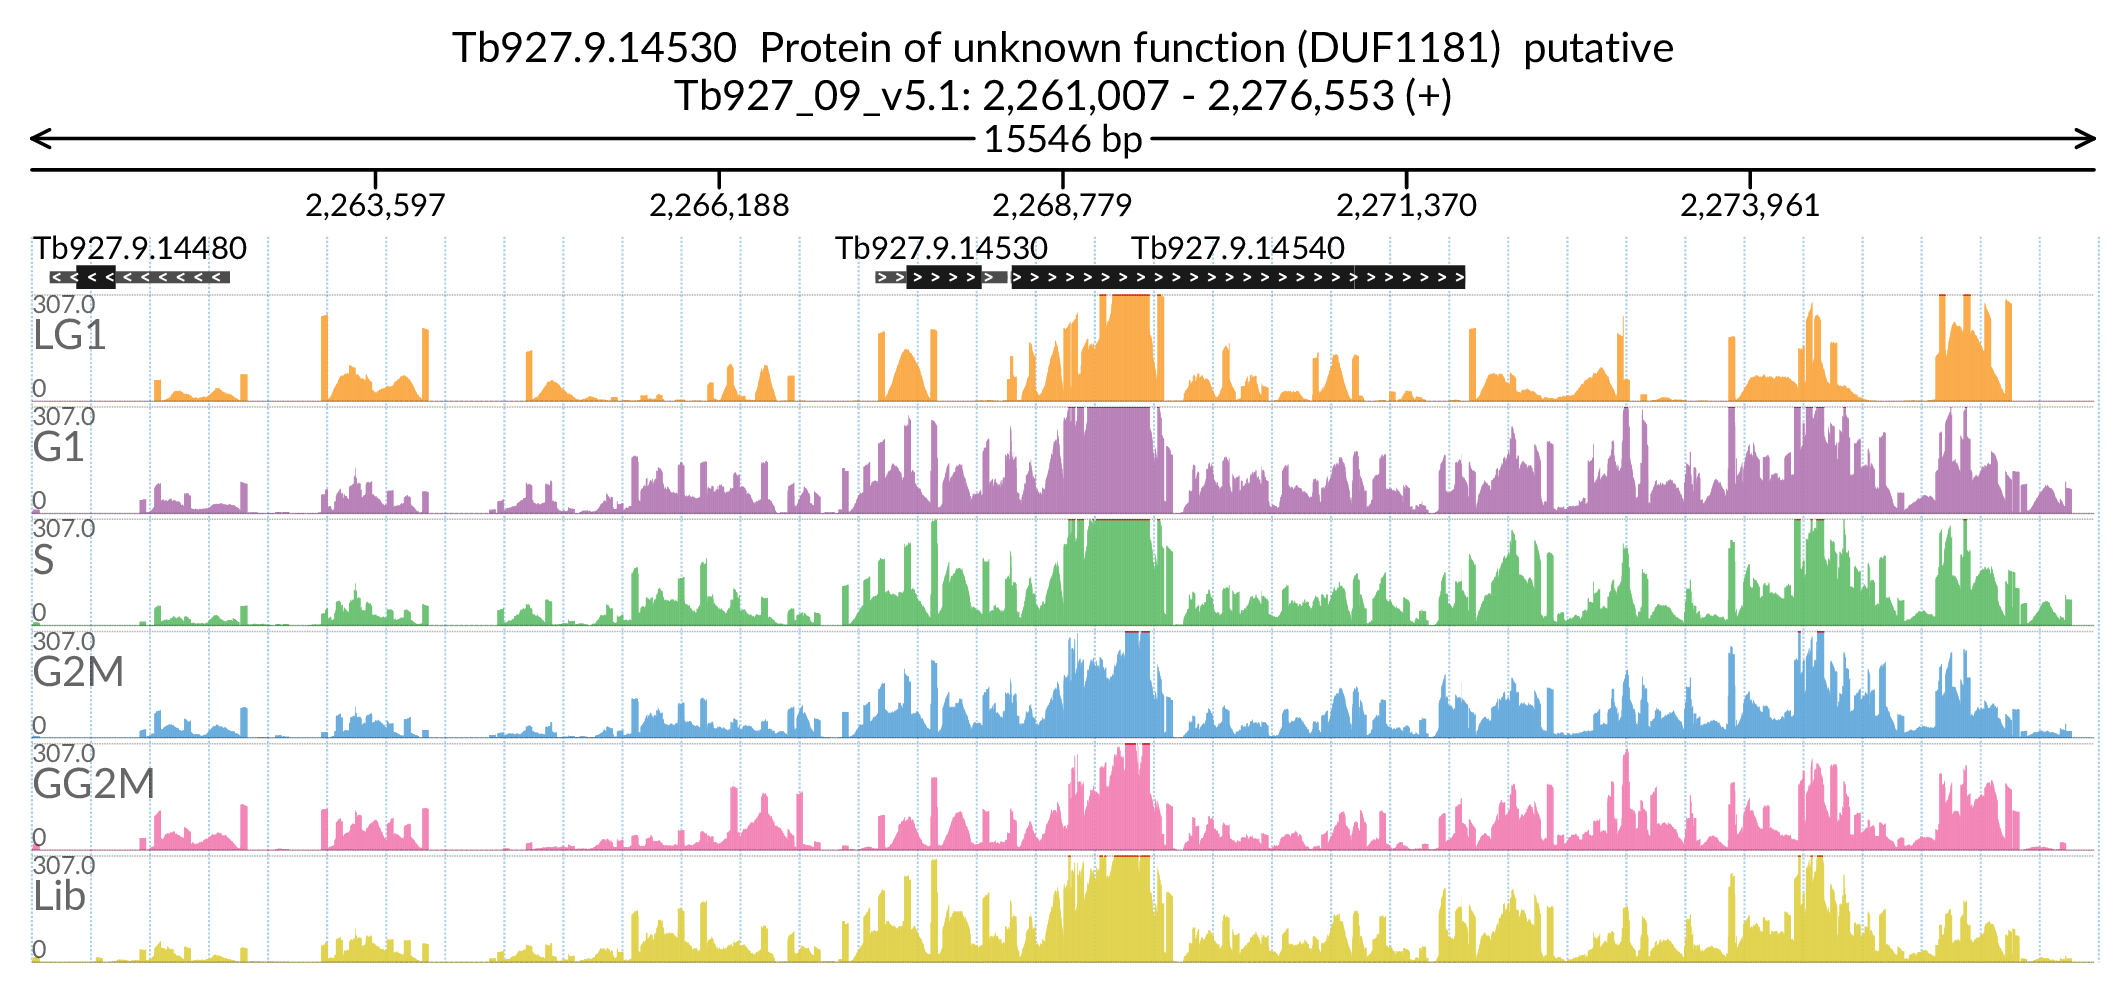 Tb927.9.14530  Protein of unknown function (DUF1181)  putative
Tb927_09_v5.1: 2,261,007 - 2,276,553 (+)
15546 bp
2,263,597 2,266,188 2,268,779 2,271,370 2,273,961
Tb927.9.14480 Tb927.9.14530 Tb927.9.14540
307.0
LG1
0
307.0
G1
0
307.0
S
0
307.0
G2M
0
307.0
GG2M
0
307.0
Lib
0